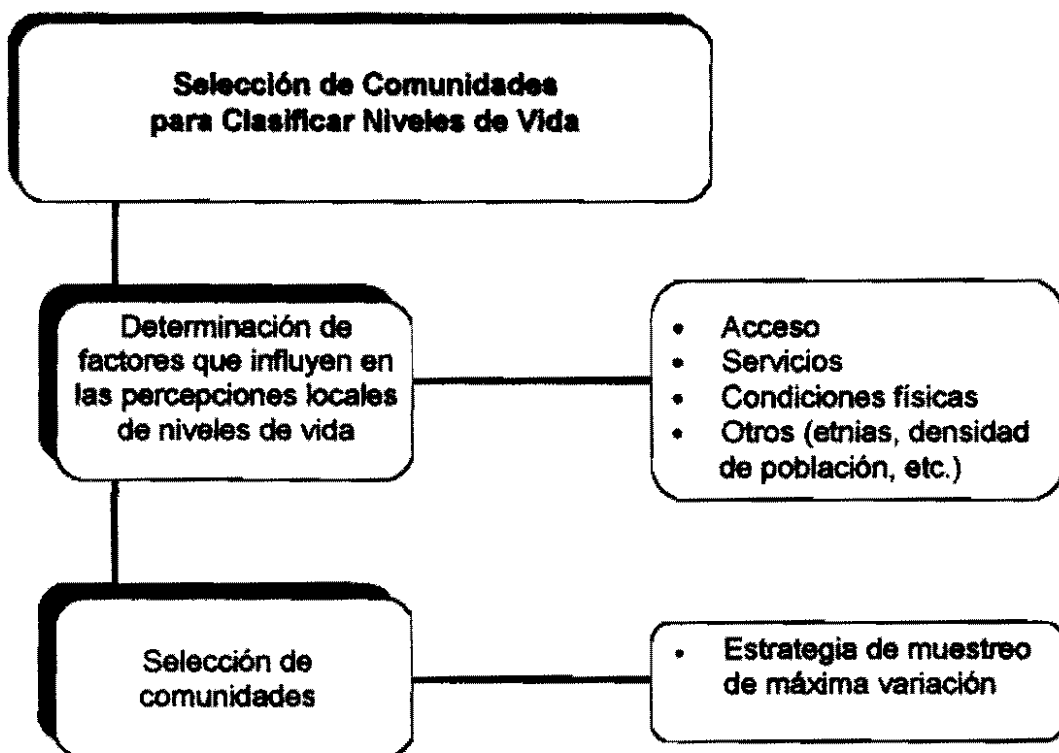 Selección de Comunidades
para Clasificar Niveles de Vida
Determinación de
factores que influyen en
las percepciones locales
de niveles de vida
• Acceso
• Servicios
• Condiciones físicas
• Otros (etnias, densidad
de población, etc.)
Selección de
comunidades
• Estrategia de muestreo
de máxima variación